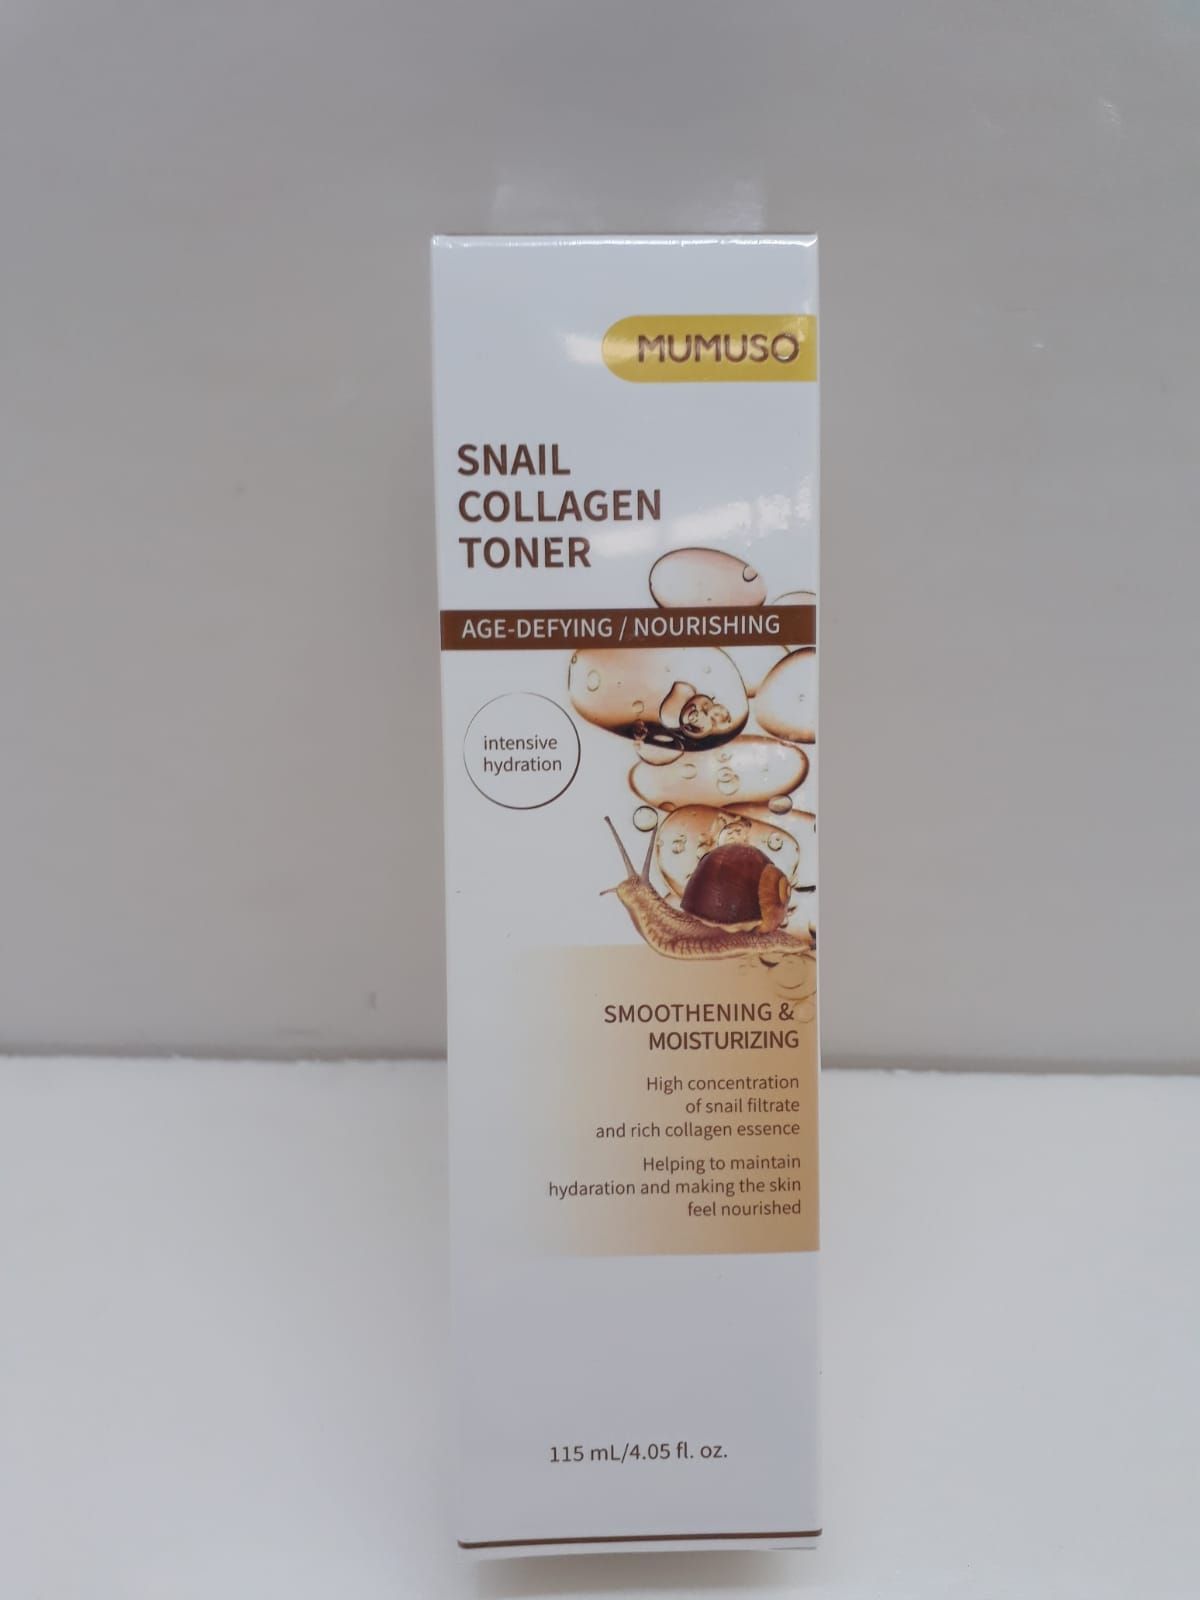 MUMUSO
SNAIL
COLLAGEN
TONER
AGE-DEFYING / NOURISHING
intensive
hydration
SMOOTHENING &
MOISTURIZING
High concentration
of snail filtrate
and rich collagen essence
Helping to maintain
hydaration and making the skin
feel nourished
115 mL/4.05 fl. oz.